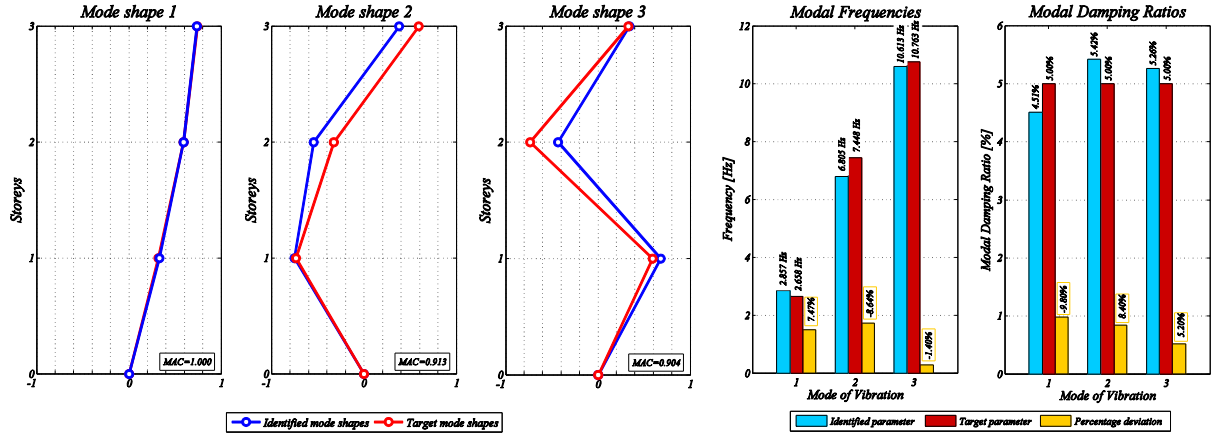 Mode shape 1
3
2
1
0
-1
0
1
Storeys
MAC=1.000
Mode shape 2
3
2
1
0
-1
0
1
Storeys
MAC=0.913
Mode shape 3
3
2
1
0
-1
0
1
Storeys
MAC=0.904
Identified mode shapes
Target mode shapes
Modal Frequencies
12
10
8
6
4
2
0
Frequency [Hz]
2.857 Hz
2.658 Hz
7.47%
6.805 Hz
7.448 Hz
-8.64%
10.613 Hz
10.763 Hz
-1.40%
1
2
3
Mode of Vibration
Modal Damping Ratios
6
5
4
3
2
1
0
Modal Damping Ratio [%]
4.51%
5.00%
-9.80%
5.42%
5.00%
8.40%
5.26%
5.00%
5.20%
1
2
3
Mode of Vibration
Identified parameter
Target parameter
Percentage deviation